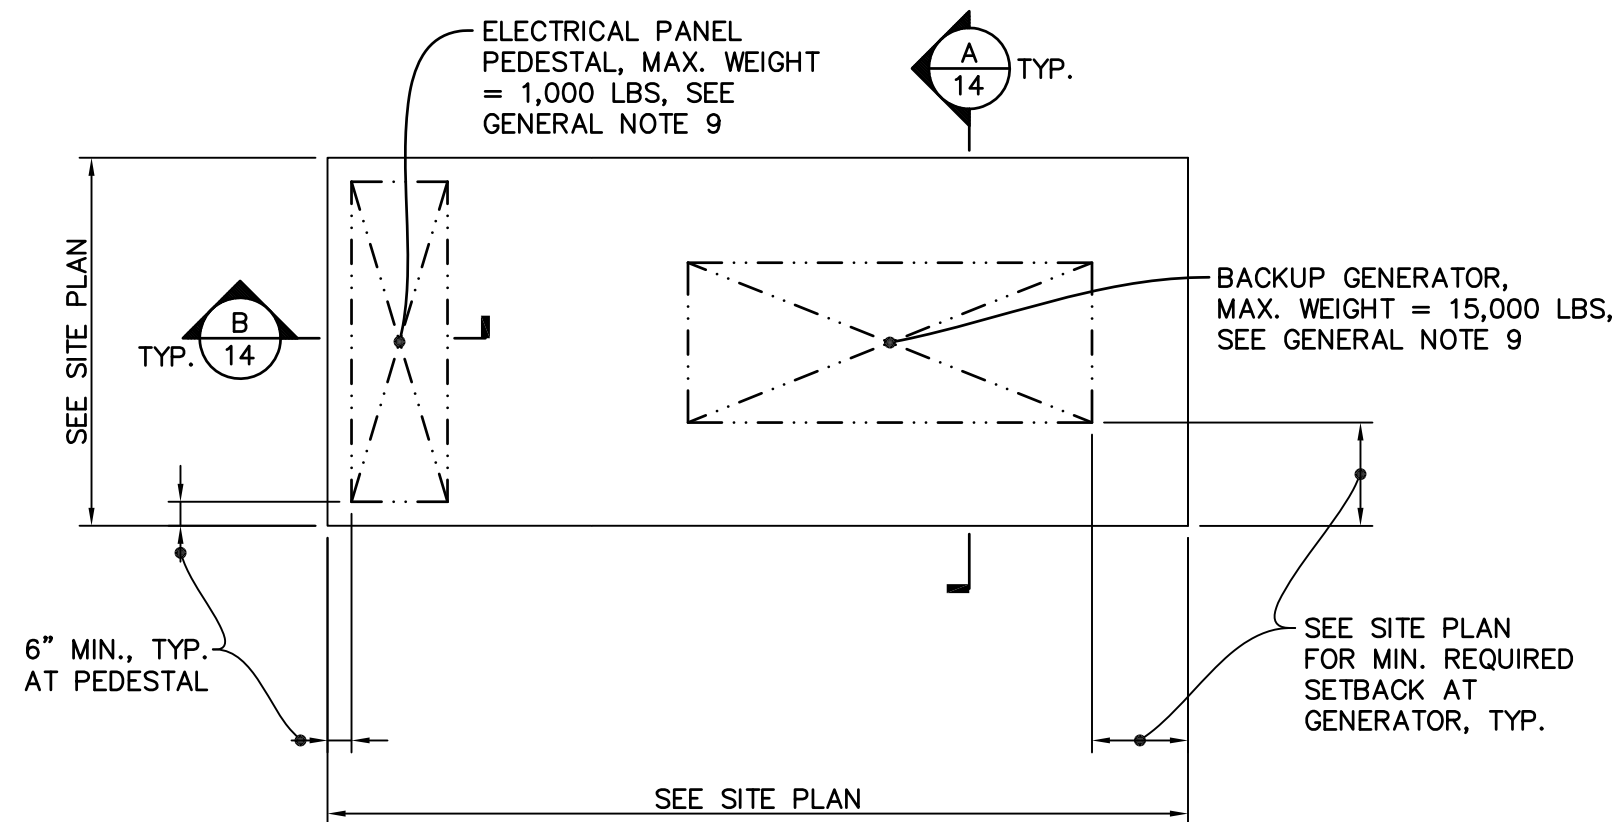 ELECTRICAL PANEL
PEDESTAL, MAX. WEIGHT
= 1,000 LBS, SEE
GENERAL NOTE 9
A
14
TYP.
SEE SITE PLAN
B
14
TYP.
BACKUP GENERATOR,
MAX. WEIGHT = 15,000 LBS,
SEE GENERAL NOTE 9
6" MIN., TYP.
AT PEDESTAL
SEE SITE PLAN
FOR MIN. REQUIRED
SETBACK AT
GENERATOR, TYP.
SEE SITE PLAN